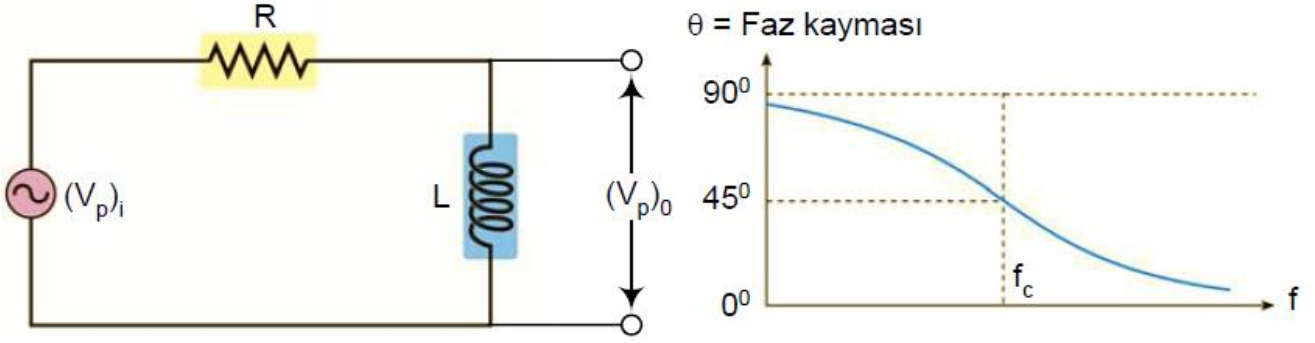 R
(Vp)i
L
(Vp)0
θ = Faz kayması
90⁰
45⁰
0⁰
fc
f